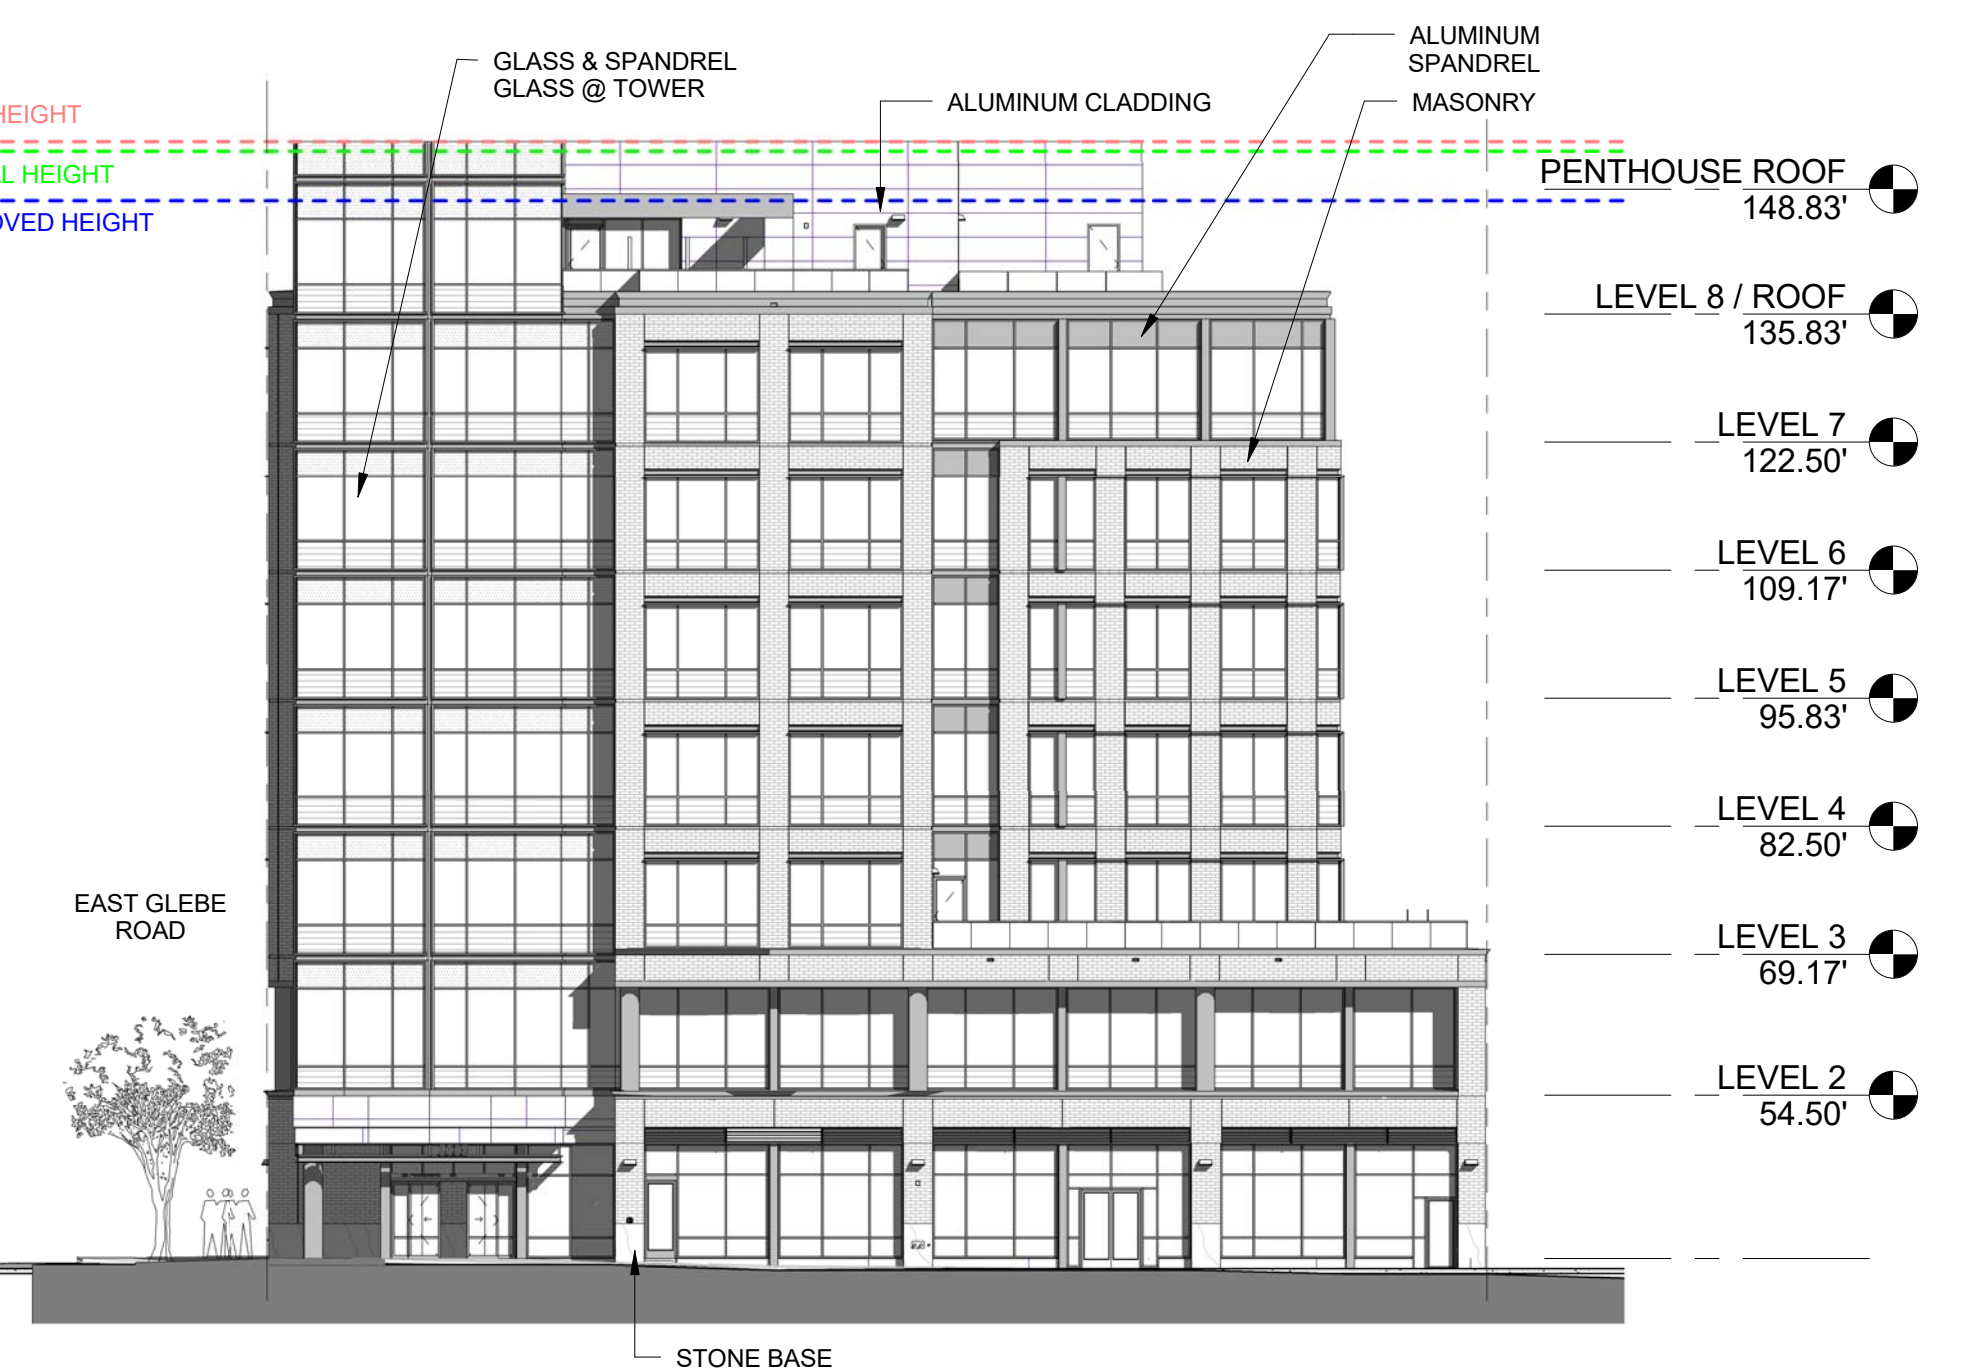 GLASS & SPANDREL
GLASS @ TOWER
ALUMINUM CLADDING
ALUMINUM
SPANDREL
MASONRY
HEIGHT
HEIGHT
HEIGHT
PENTHOUSE ROOF
148.83'
LEVEL 8 / ROOF
135.83'
LEVEL 7
122.50'
LEVEL 6
109.17'
LEVEL 5
95.83'
LEVEL 4
82.50'
EAST GLEBE
ROAD
LEVEL 3
69.17'
LEVEL 2
54.50'
STONE BASE